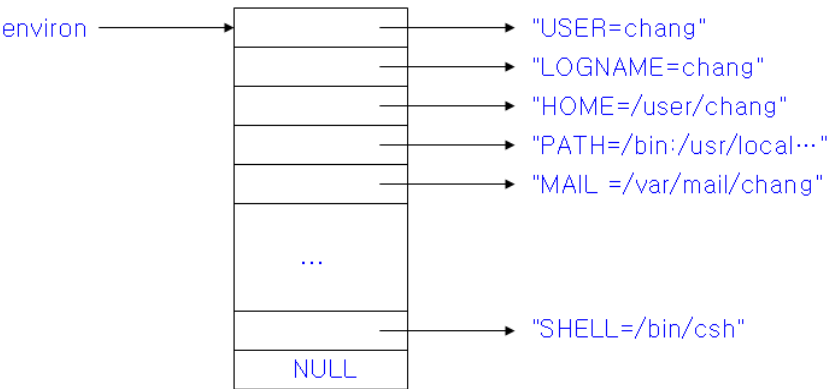 environ
"USER=chang"
"LOGNAME=chang"
"HOME=/user/chang"
"PATH=/bin:/usr/local…"
"MAIL =/var/mail/chang"
…
"SHELL=/bin/csh"
NULL